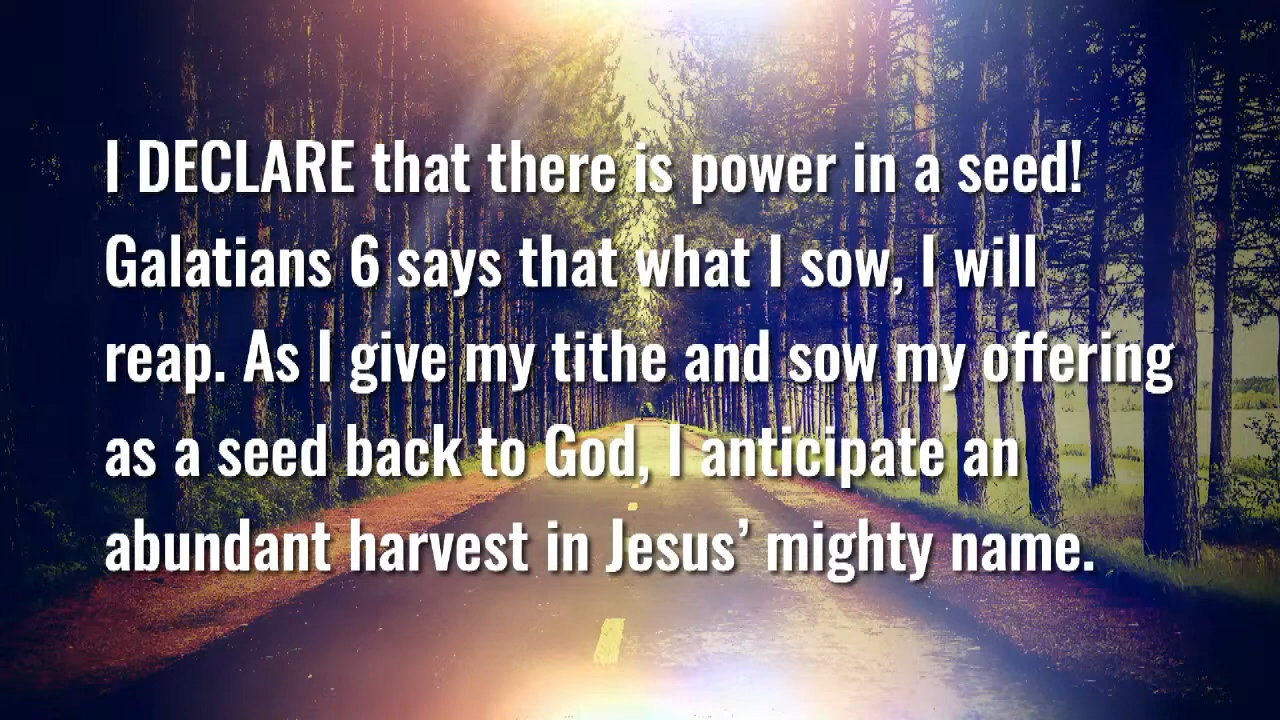 I DECLARE that there is power in a seed!
Galatians 6 says that what I sow, I will
reap. As I give my tithe and sow my offering
as a seed back to God, I anticipate an
abundant harvest in Jesus’ mighty name.